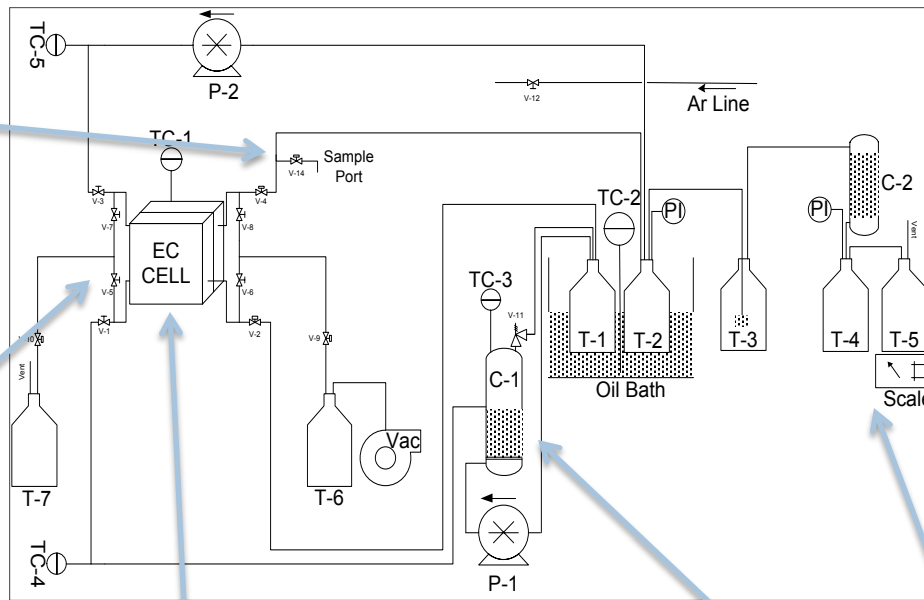 TC-5
P-2
V-12
Ar Line
TC-1
Sample
Port
V-14
V-3
V-4
V-7
V-8
EC
CELL
V-5
V-6
V-1
V-2
V-9
Vent
T-7
T-6
Vac
TC-4
TC-3
V-11
C-1
P-1
TC-2
PI
T-1
T-2
Oil Bath
T-3
C-2
PI
Vent
T-4
T-5
Scale